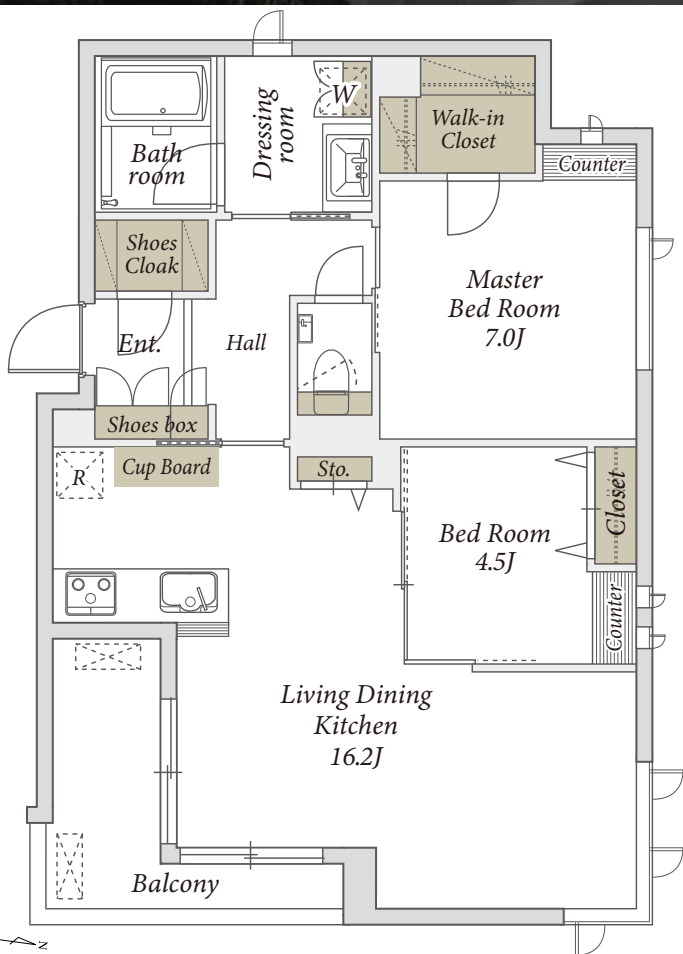 W
Dressing
room
Walk-in
Closet
Bath
room
Counter
Shoes
Cloak
Master
Bed Room
7.0J
Ent.
Hall
Shoes box
Cup Board
R
Sto.
Closet
Bed Room
4.5J
Counter
Living Dining
Kitchen
16.2J
Balcony
N